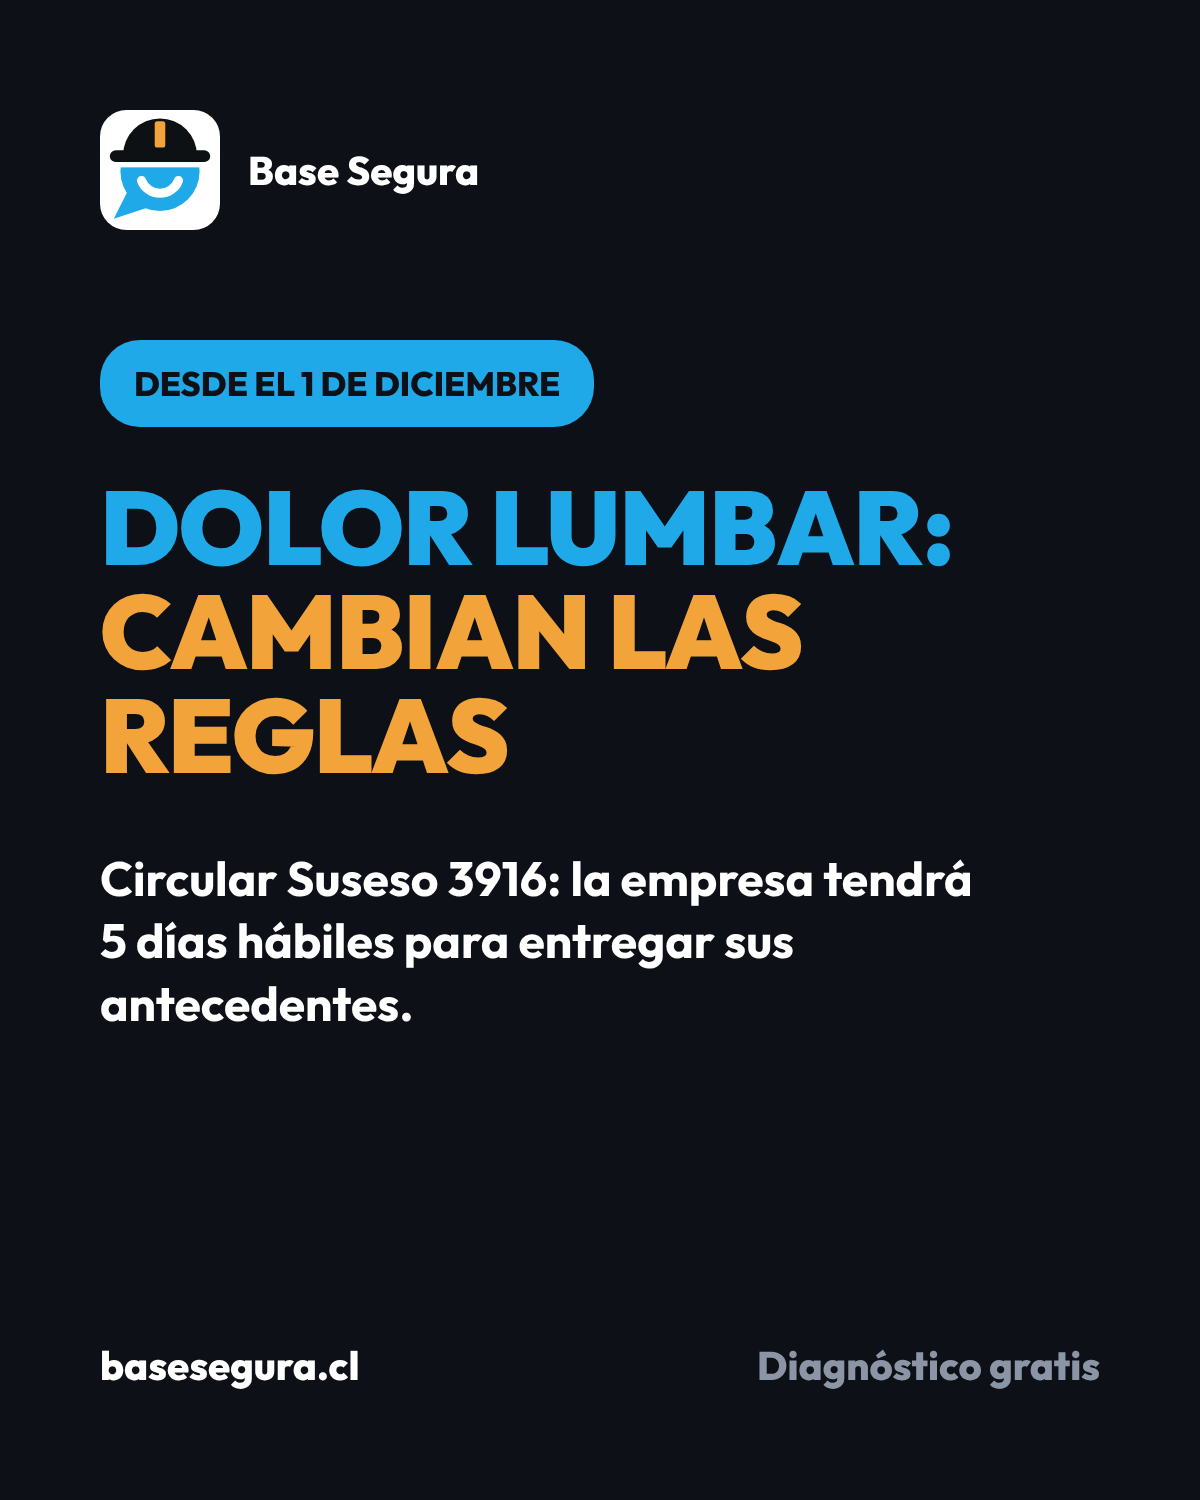 Base Segura
DESDE EL 1 DE DICIEMBRE
DOLOR LUMBAR:
CAMBIAN LAS
REGLAS
Circular Suseso 3916: la empresa tendrá
5 días hábiles para entregar sus
antecedentes.
basesegura.cl
Diagnóstico gratis